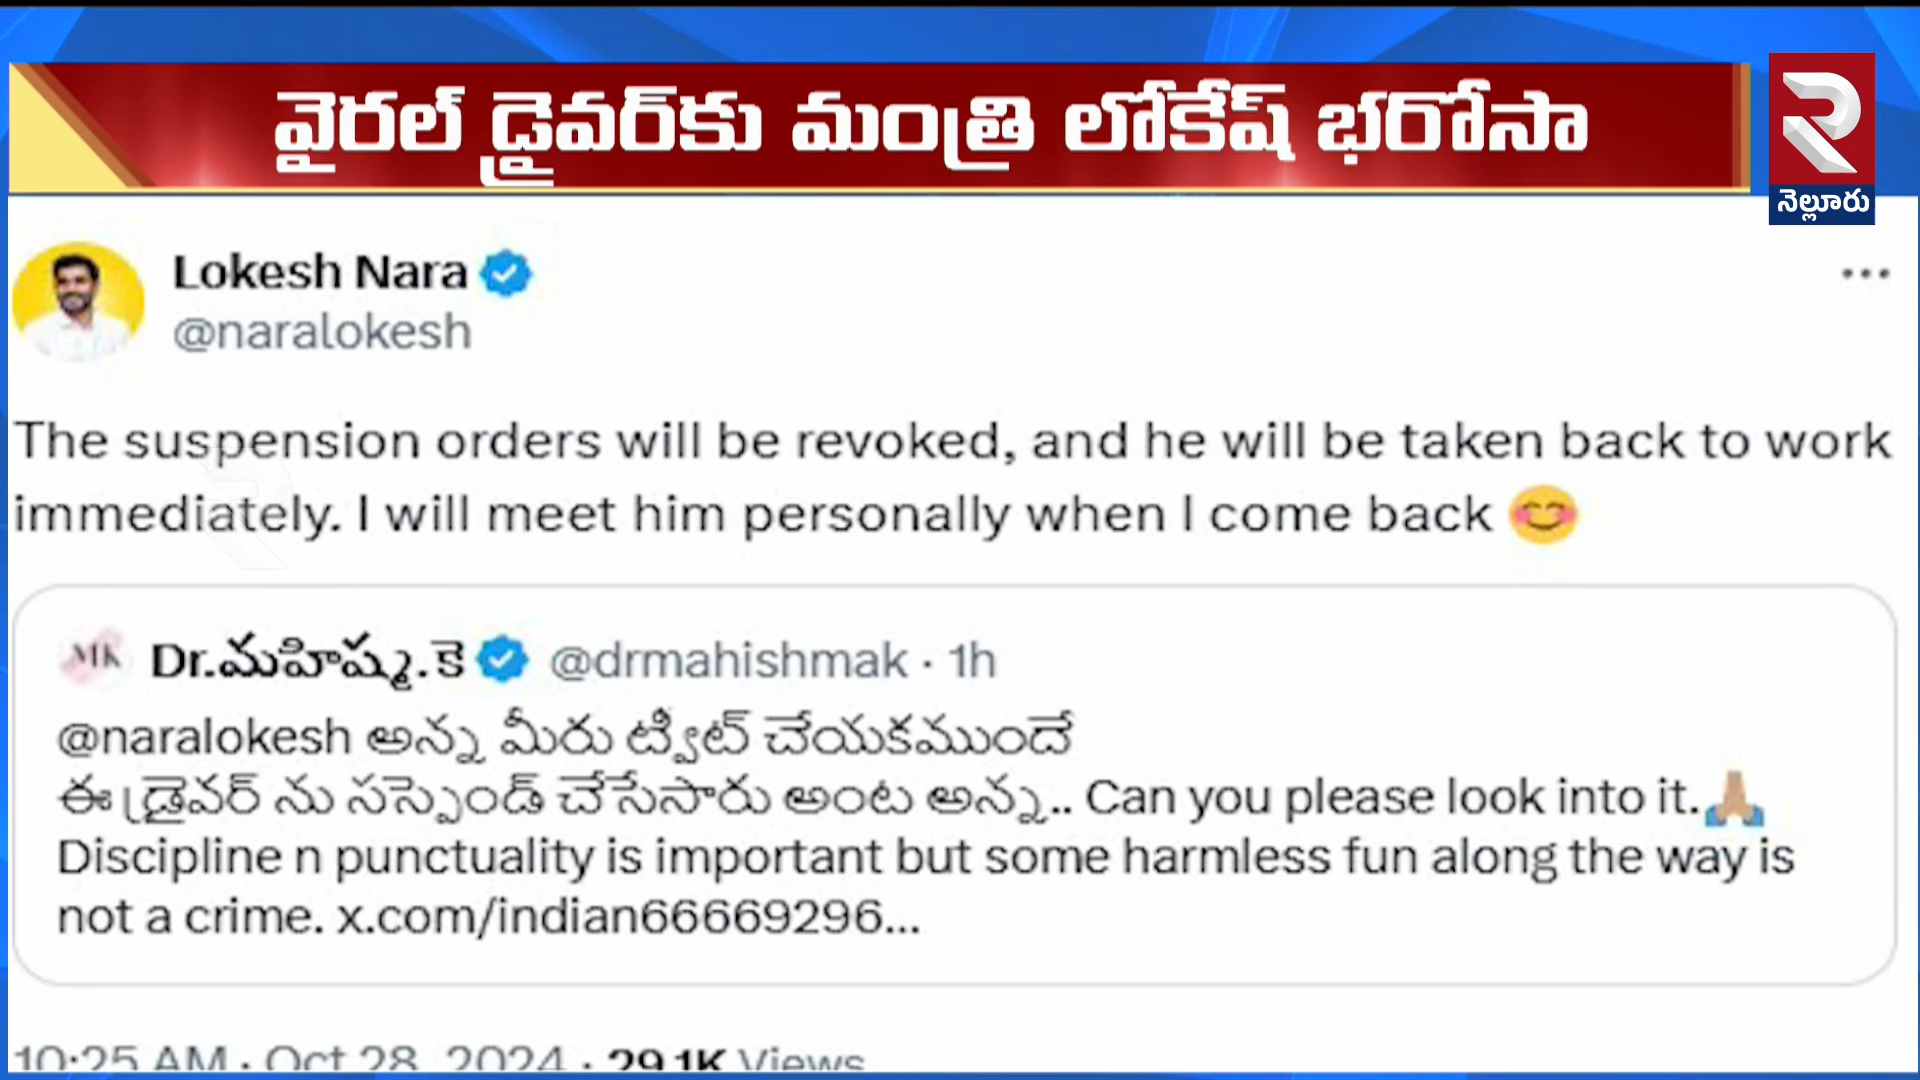 వైరల్ డ్రైవర్‌కు మంత్రి లోకేష్ భరోసా
నెల్లూరు
Lokesh Nara
@naralokesh
The suspension orders will be revoked, and he will be taken back to work
immediately. I will meet him personally when I come back 😊
MK Dr.మహిష్మ.కె @drmahishmak · 1h
@naralokesh అన్న మీరు ట్వీట్ చేయకముందే
ఈ డ్రైవర్ ను సస్పెండ్ చేసేసారు అంట అన్న.. Can you please look into it.🙏🏽
Discipline n punctuality is important but some harmless fun along the way is
not a crime. x.com/indian66669296...
10:25 AM · Oct 28, 2024 · 29.1K Views